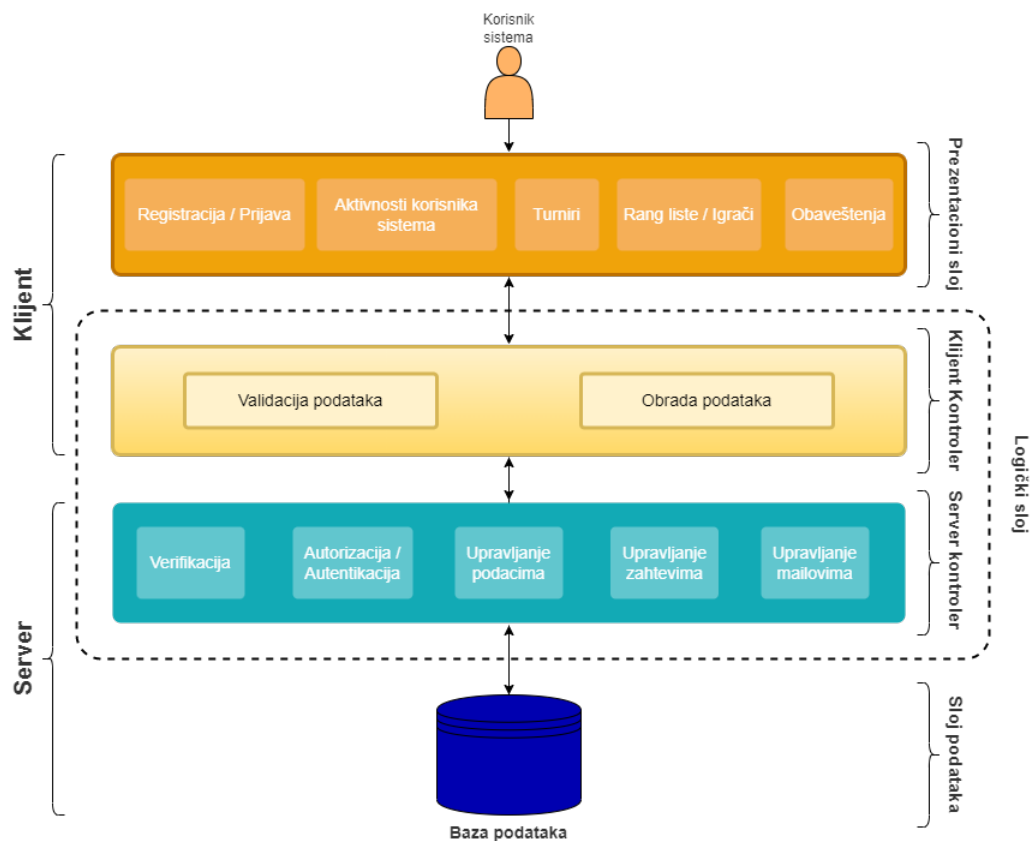 Korisnik
sistema
Prezentacioni sloj
Klijent
Registracija / Prijava
Aktivnosti korisnika
sistema
Turniri
Rang liste / Igrači
Obaveštenja
Klijent Kontroler
Validacija podataka
Obrada podataka
Logički sloj
Server kontroler
Verifikacija
Autorizacija /
Autentikacija
Upravljanje
podacima
Upravljanje
zahtevima
Upravljanje
mailovima
Server
Sloj podataka
Baza podataka